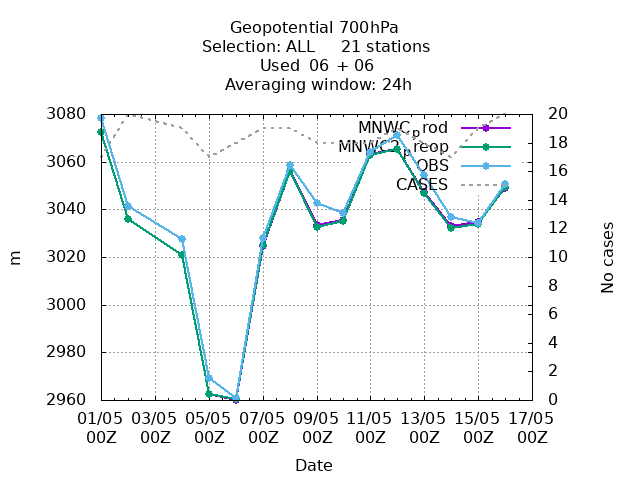 Geopotential 700hPa
Selection: ALL 21 stations
Used 06 + 06
Averaging window: 24h
3080
3060
3040
3020
3000
2980
2960
m
20
18
16
14
12
10
8
6
4
2
0
No cases
MNWC_prod
MNWC2_preop
OBS
CASES
01/05 03/05 05/05 07/05 09/05 11/05 13/05 15/05 17/05
00Z 00Z 00Z 00Z 00Z 00Z 00Z 00Z 00Z
Date